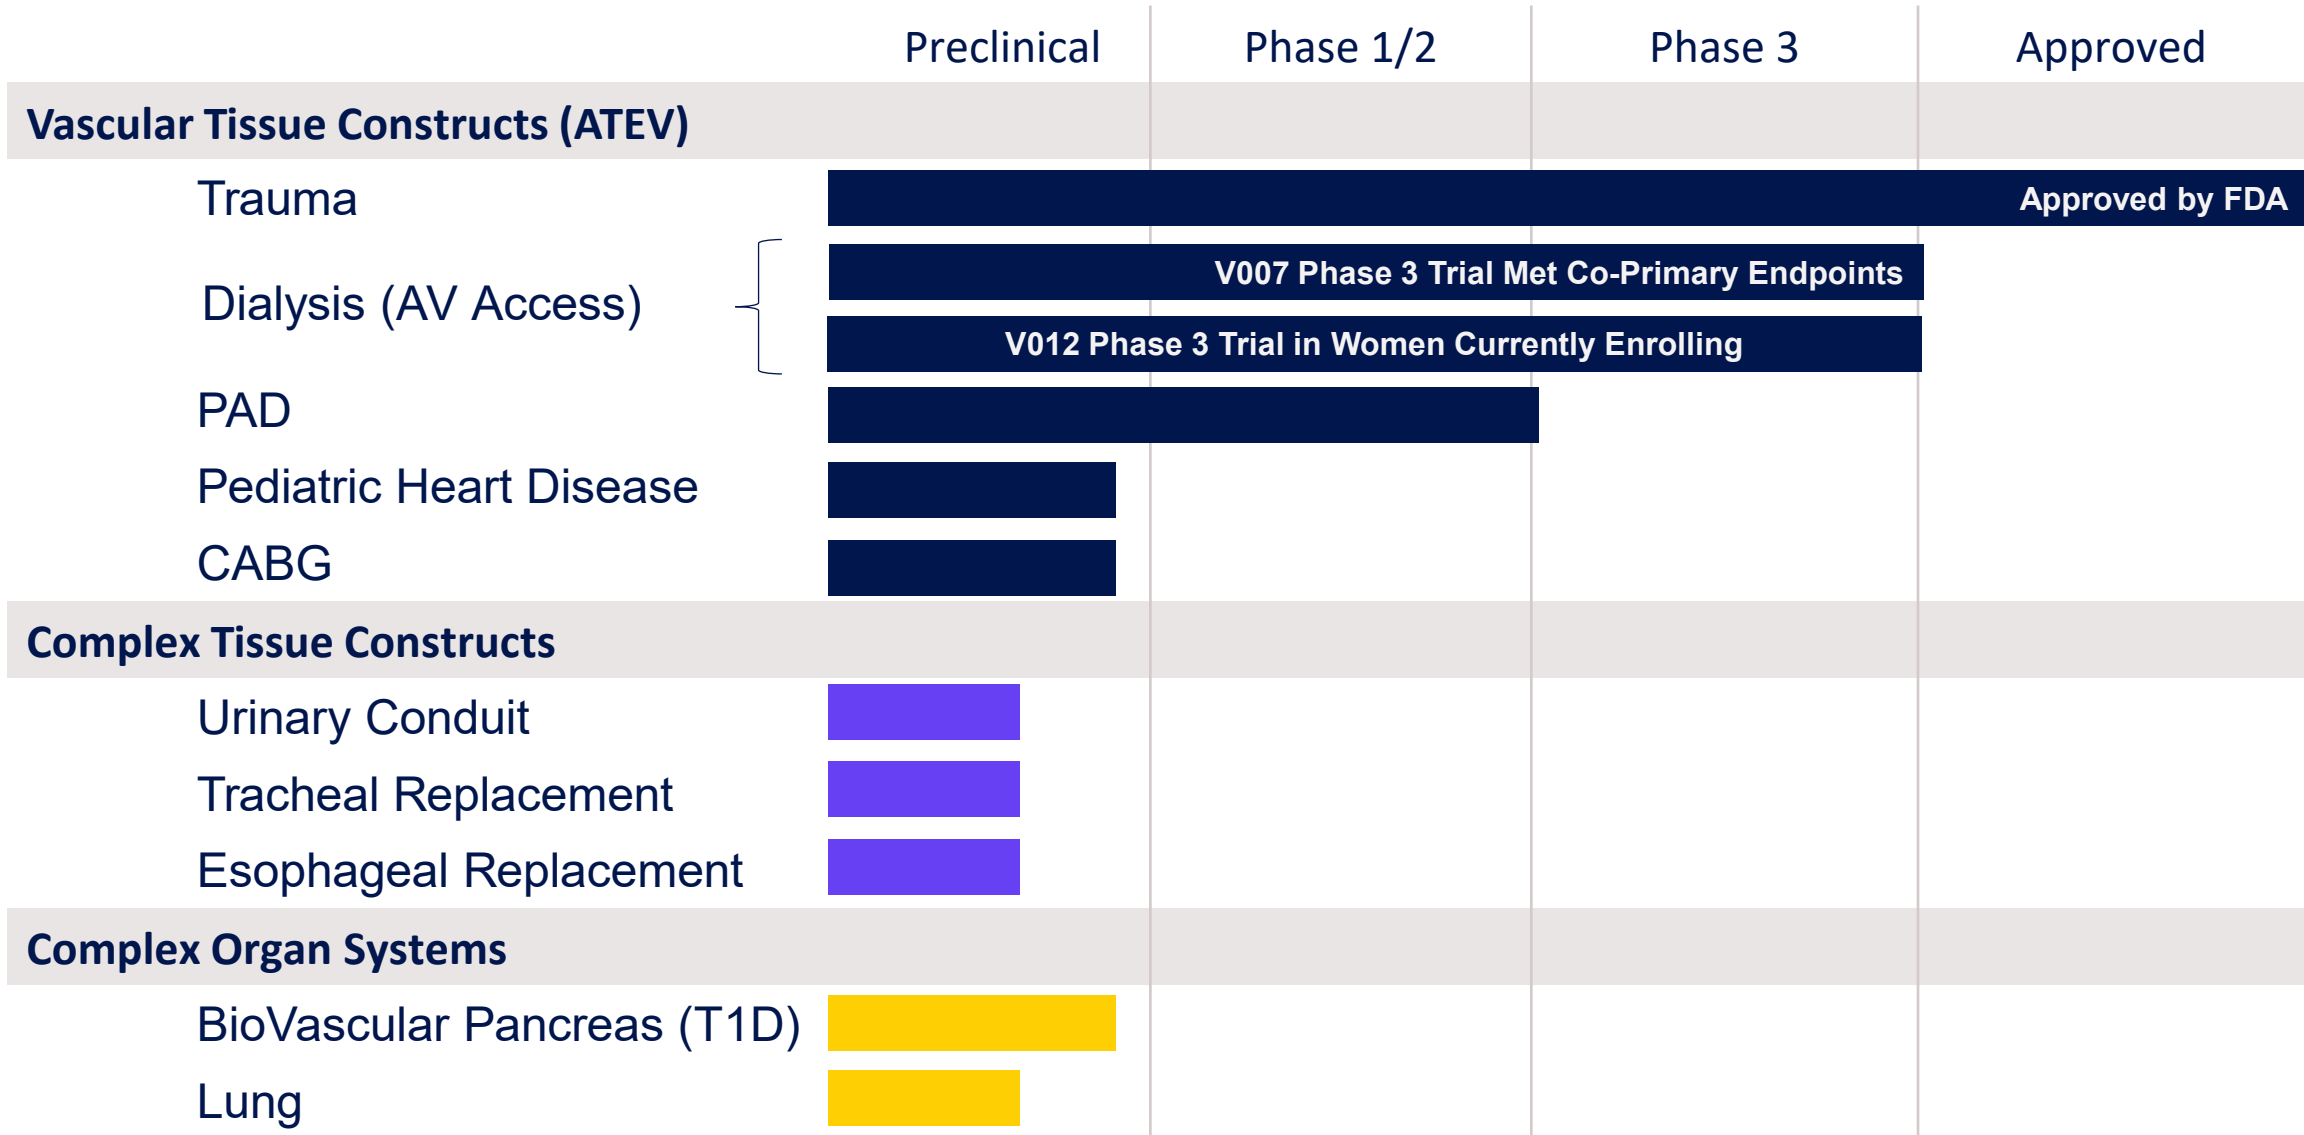 Preclinical Phase 1/2 Phase 3 Approved
Vascular Tissue Constructs (ATEV)
Trauma
Approved by FDA
Dialysis (AV Access)
V007 Phase 3 Trial Met Co-Primary Endpoints
V012 Phase 3 Trial in Women Currently Enrolling
PAD
Pediatric Heart Disease
CABG
Complex Tissue Constructs
Urinary Conduit
Tracheal Replacement
Esophageal Replacement
Complex Organ Systems
BioVascular Pancreas (T1D)
Lung